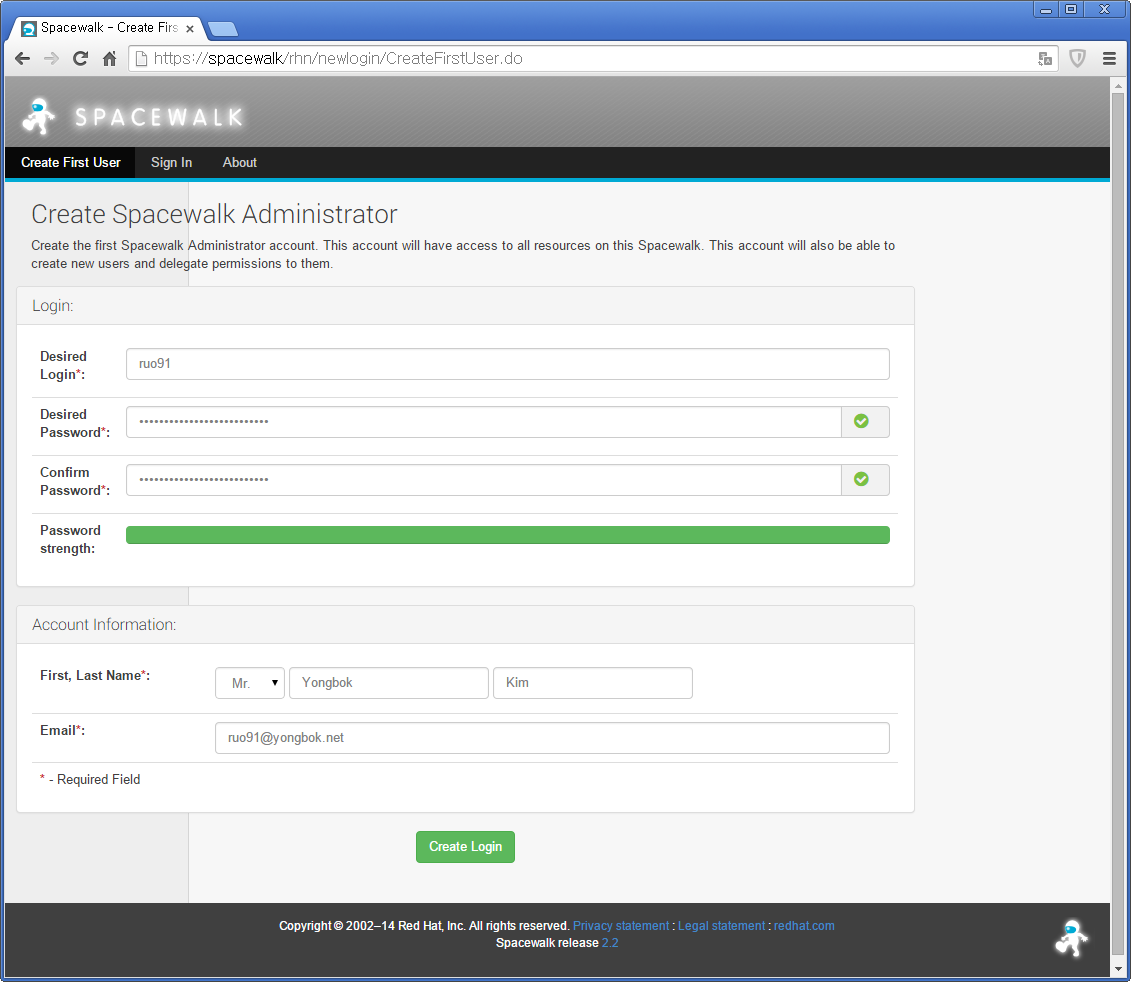 Spacewalk – Create Firs
https://spacewalk/rhn/newlogin/CreateFirstUser.do
SPACEWALK
Create First User Sign In About
Create Spacewalk Administrator
Create the first Spacewalk Administrator account. This account will have access to all resources on this Spacewalk. This account will also be able to
create new users and delegate permissions to them.
Login:
Desired
Login*:
ruo91
Desired
Password*:
••••••••••••••••••••••••••
Confirm
Password*:
••••••••••••••••••••••••••
Password
strength:
Account Information:
First, Last Name*: Mr. Yongbok Kim
Email*: ruo91@yongbok.net
* - Required Field
Create Login
Copyright © 2002–14 Red Hat, Inc. All rights reserved. Privacy statement : Legal statement : redhat.com
Spacewalk release 2.2